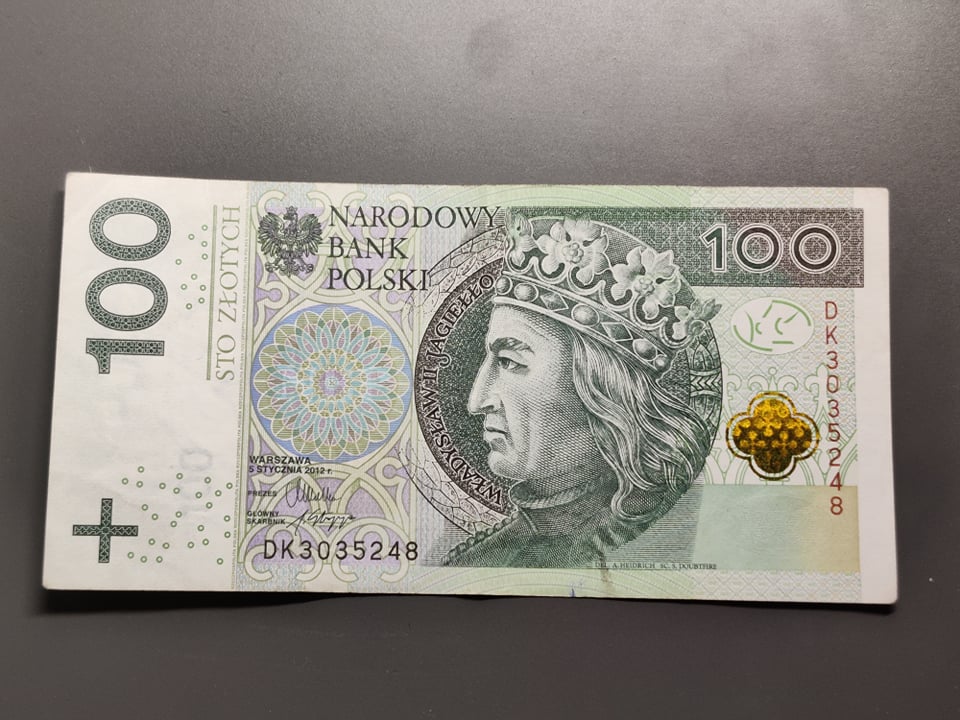 100
STO ZŁOTYCH
NARODOWY
BANK
POLSKI
WŁADYSŁAW II JAGIEŁŁO
100
DK3035248
WARSZAWA
5 STYCZNIA 2012 r.
PREZES
GŁÓWNY
SKARBNIK
DK3035248
DEL. A. HEIDRICH SC. S. DOUBTFIRE